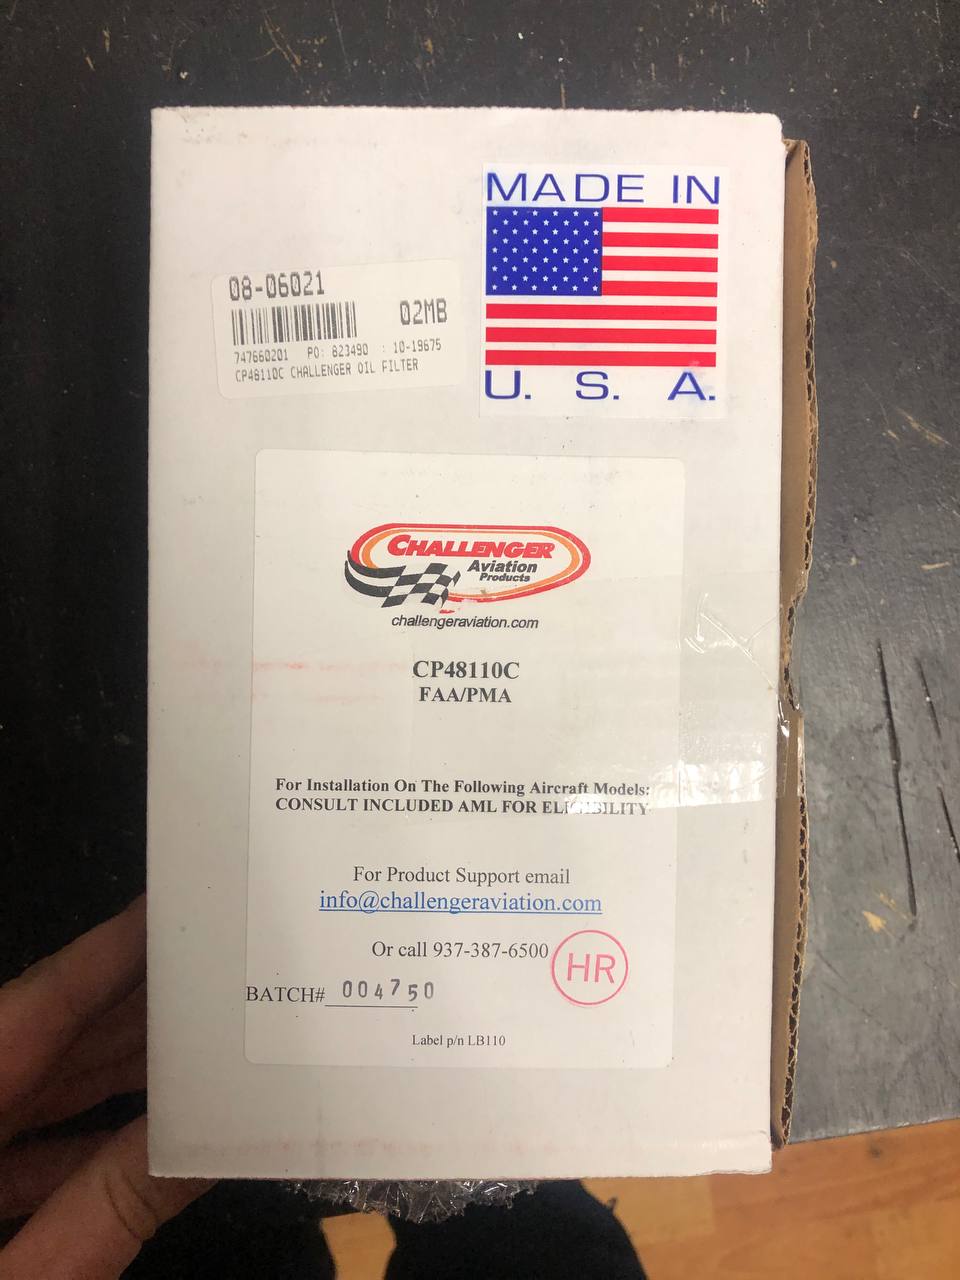 MADE IN
U. S. A.
08-06021
02MB
747660201 PO: 823490 : 10-19675
CP48110C CHALLENGER OIL FILTER
CHALLENGER
Aviation
Products
challengeraviation.com
CP48110C
FAA/PMA
For Installation On The Following Aircraft Models:
CONSULT INCLUDED AML FOR ELIGIBILITY
For Product Support email
info@challengeraviation.com
Or call 937-387-6500
HR
BATCH# 004750
Label p/n LB110